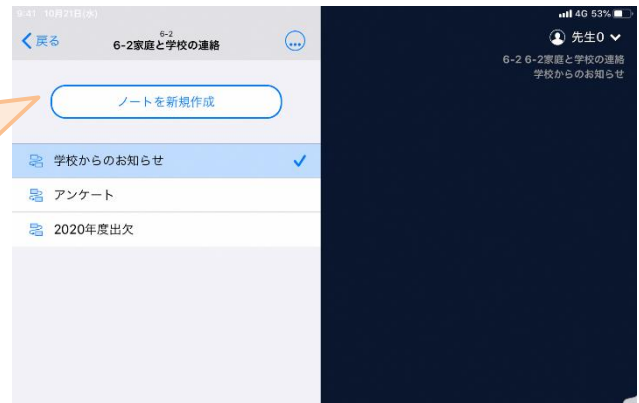 9:41 10月21日(水)
4G 53%
戻る
6-2
6-2家庭と学校の連絡
先生0
6-2 6-2家庭と学校の連絡
学校からのお知らせ
ノートを新規作成
学校からのお知らせ
アンケート
2020年度出欠